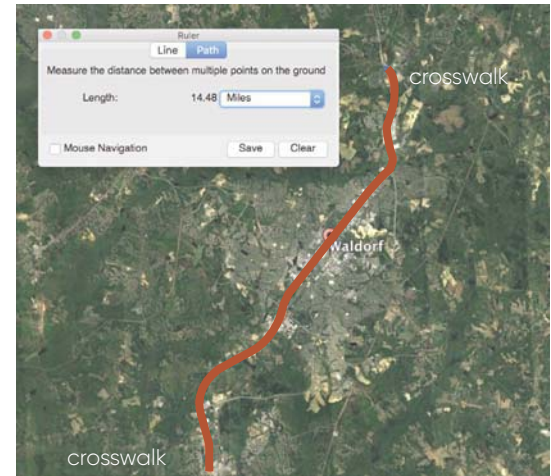 Ruler
Line Path
Measure the distance between multiple points on the ground
Length: 14.48 Miles
Mouse Navigation Save Clear
crosswalk
Waldorf
crosswalk